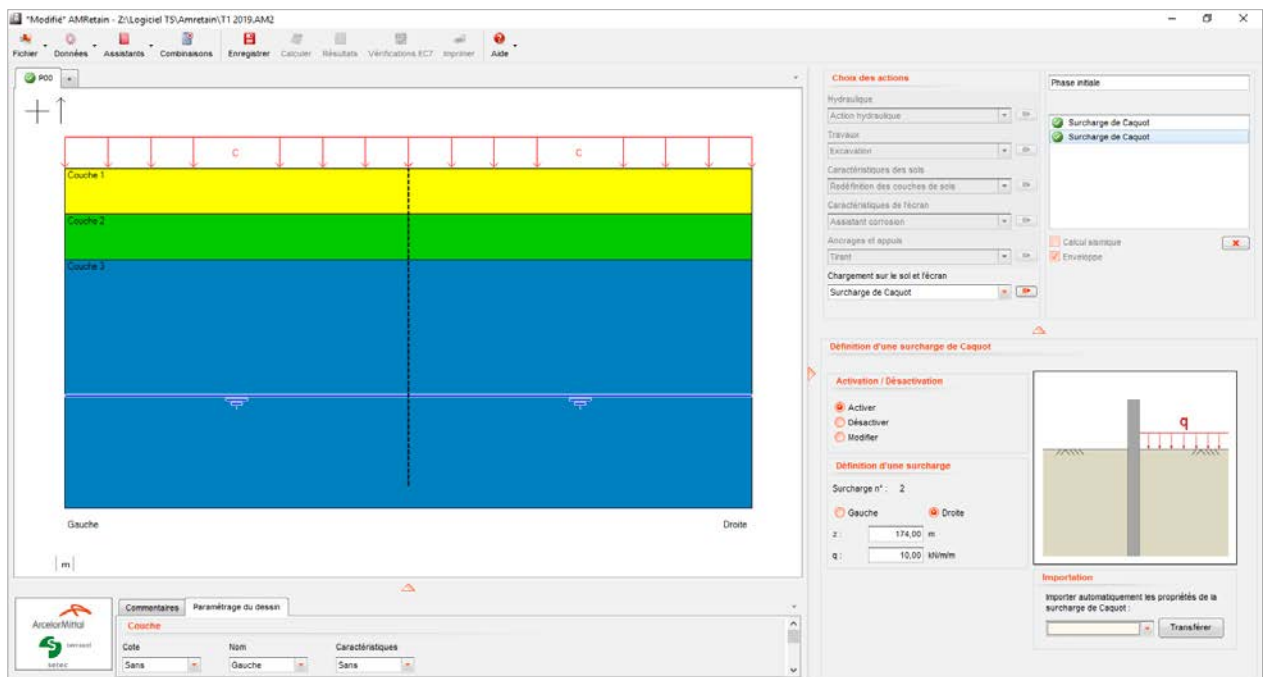 "Modifié" AMRetain - Z:\Logiciel TS\Amretain\T1 2019.AM2
Fichier Données Assistants Combinaisons Enregistrer Calculer Résultats Vérifications EC7 Imprimer Aide
P00 +
C C
Couche 1
Couche 2
Couche 3
Gauche Droite
m
Choix des actions
Hydraulique
Action hydraulique
Travaux
Excavation
Caractéristiques des sols
Redéfinition des couches de sols
Caractéristiques de l'écran
Assistant corrosion
Ancrages et appuis
Tirant
Chargement sur le sol et l'écran
Surcharge de Caquot
Phase initiale
Surcharge de Caquot
Surcharge de Caquot
Calcul sismique
Enveloppe
Définition d'une surcharge de Caquot
Activation / Désactivation
Activer
Désactiver
Modifier
Définition d'une surcharge
Surcharge n° : 2
Gauche Droite
z : 174,00 m
q : 10,00 kN/m/m
q
Importation
Importer automatiquement les propriétés de la
surcharge de Caquot :
Transférer
ArcelorMittal
terrasol
setec
Commentaires Paramétrage du dessin
Couche
Cote Nom Caractéristiques
Sans Gauche Sans